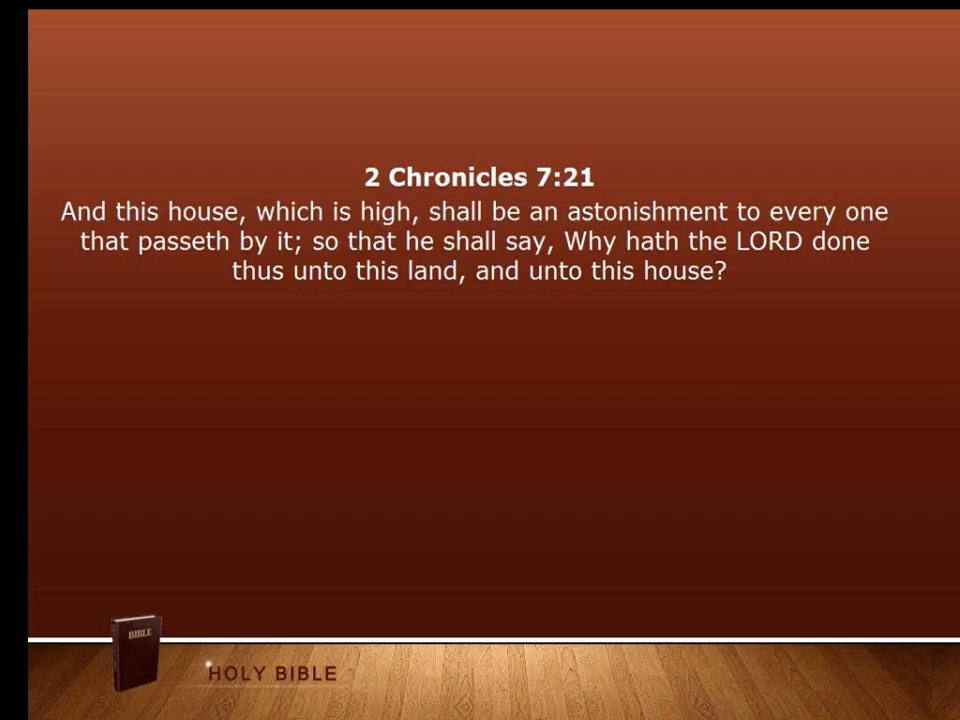 2 Chronicles 7:21
And this house, which is high, shall be an astonishment to every one
that passeth by it; so that he shall say, Why hath the LORD done
thus unto this land, and unto this house?
BIBLE
HOLY BIBLE